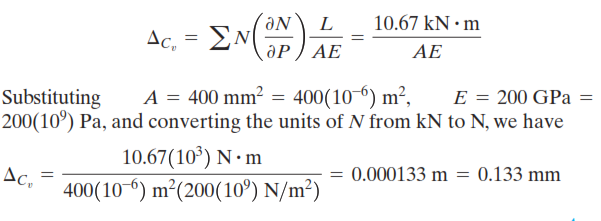 Δ_{C_v} = ΣN(∂N/∂P) L/AE = 10.67 kN·m/AE
Substituting A = 400 mm² = 400(10⁻⁶) m², E = 200 GPa =
200(10⁹) Pa, and converting the units of N from kN to N, we have
Δ_{C_v} = 10.67(10³) N·m / 400(10⁻⁶) m²(200(10⁹) N/m²) = 0.000133 m = 0.133 mm